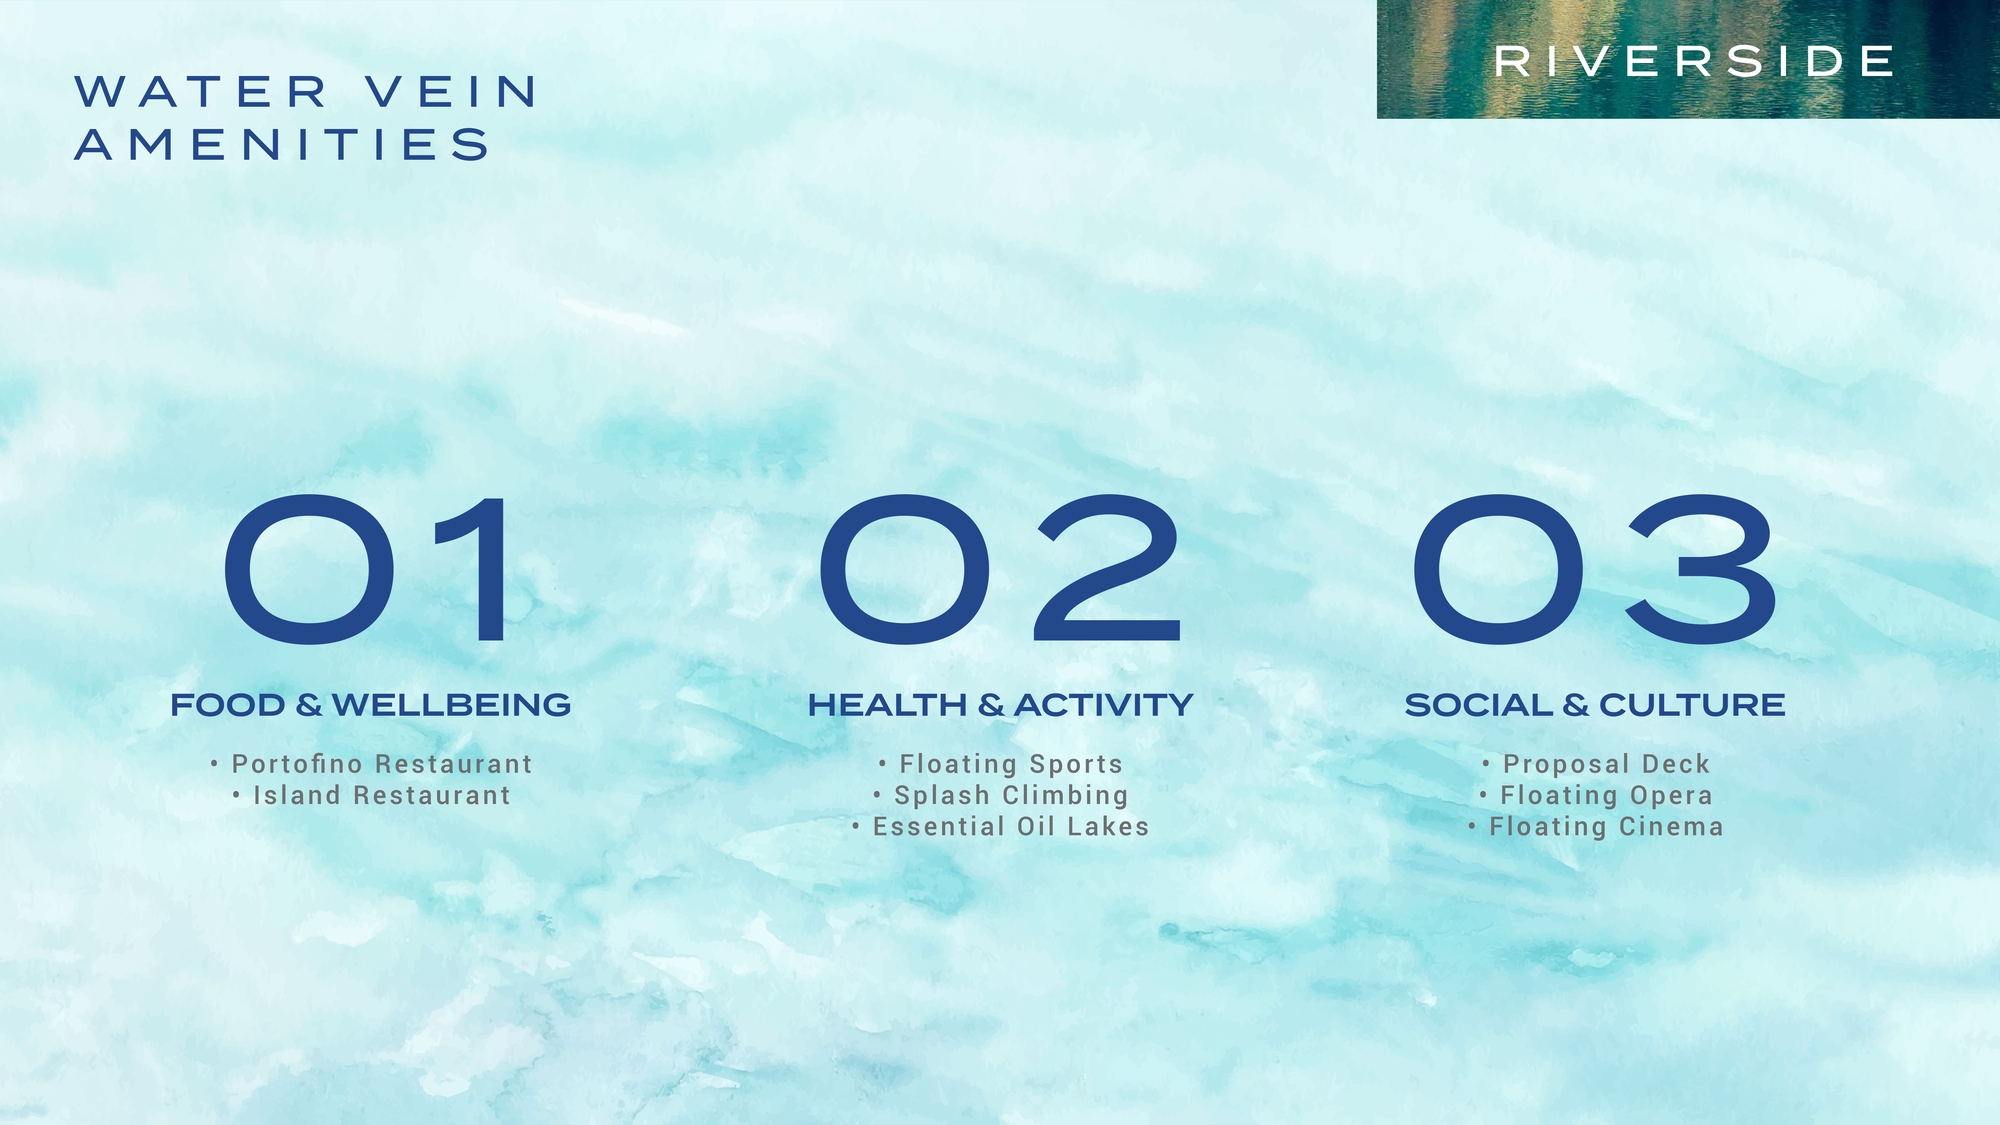 WATER VEIN
AMENITIES
RIVERSIDE
01
FOOD & WELLBEING
• Portofino Restaurant
• Island Restaurant
02
HEALTH & ACTIVITY
• Floating Sports
• Splash Climbing
• Essential Oil Lakes
03
SOCIAL & CULTURE
• Proposal Deck
• Floating Opera
• Floating Cinema